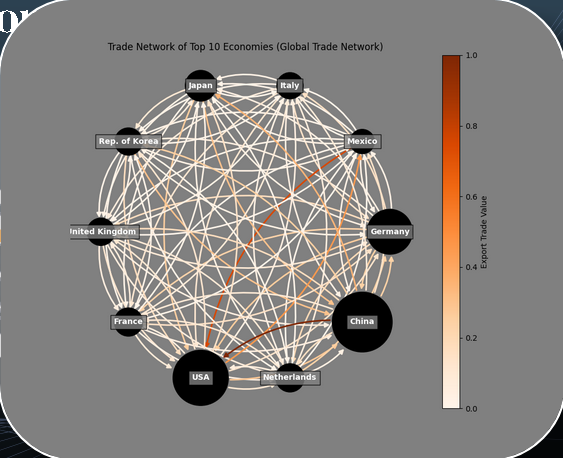 Trade Network of Top 10 Economies (Global Trade Network)
Japan
Italy
Rep. of Korea
Mexico
United Kingdom
Germany
France
China
USA
Netherlands
1.0
0.8
0.6
0.4
0.2
0.0
Export Trade Value